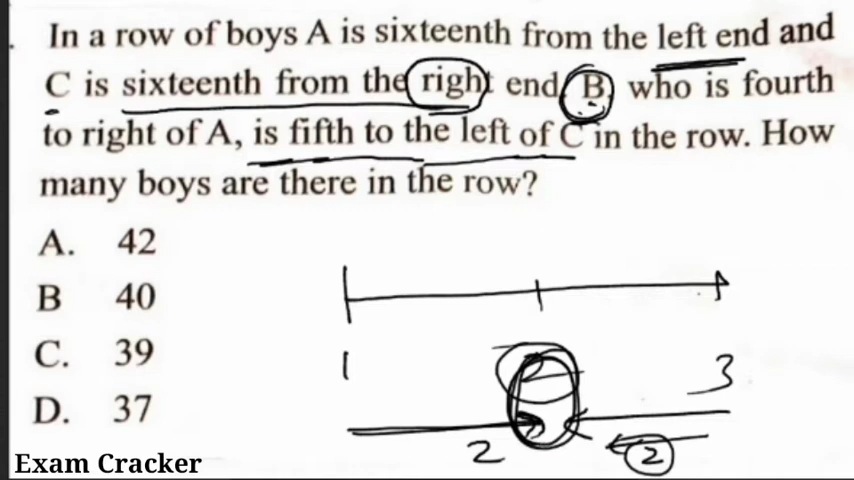 . In a row of boys A is sixteenth from the left end and
C is sixteenth from the right end. B, who is fourth
to right of A, is fifth to the left of C in the row. How
many boys are there in the row?
A. 42
B 40
C. 39
D. 37
1 3
2 2
Exam Cracker